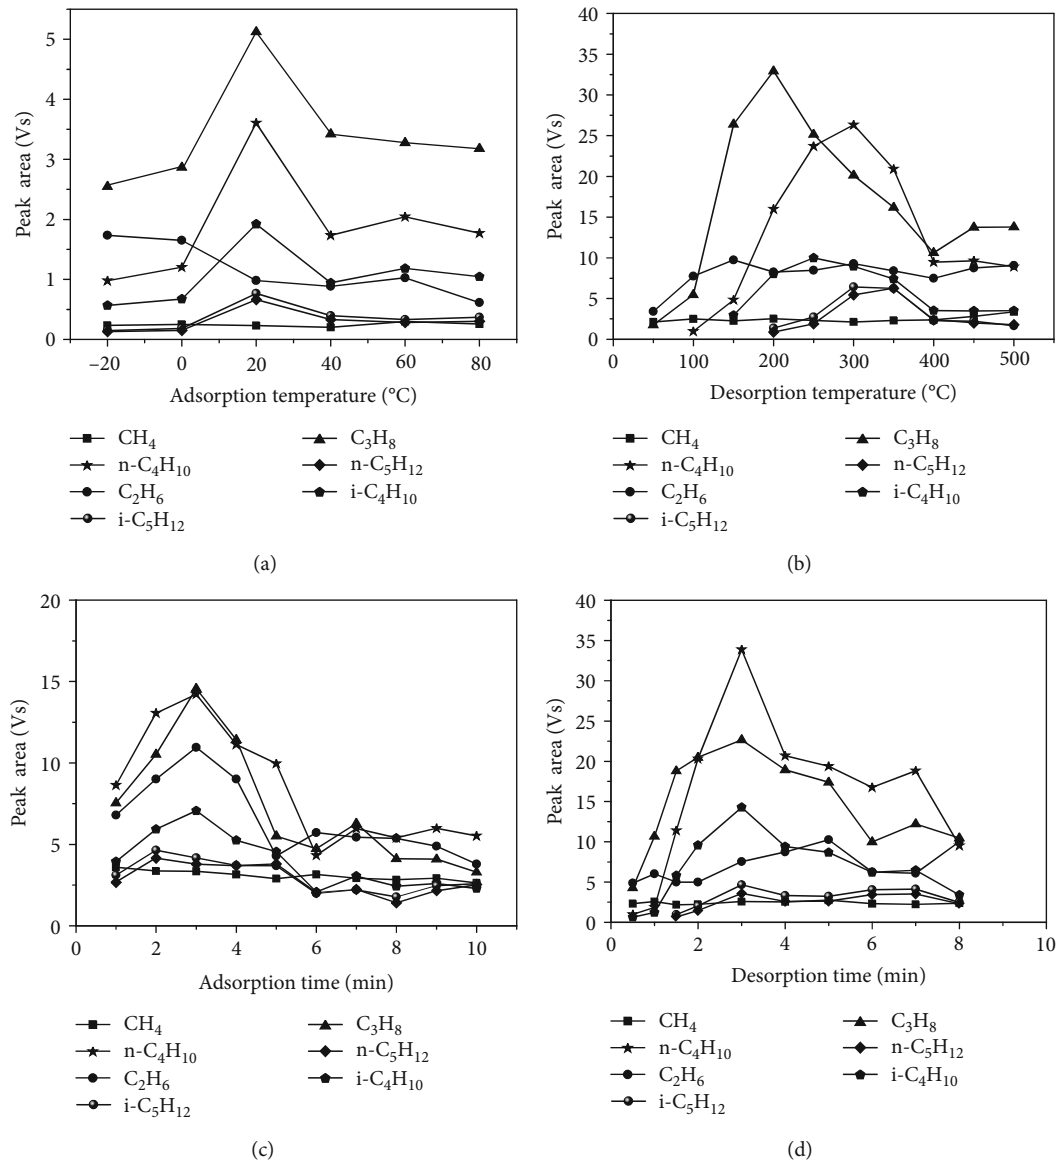 5
4
3
2
1
0
Peak area (Vs)
−20 0 20 40 60 80
Adsorption temperature (°C)
CH4 C3H8
n-C4H10 n-C5H12
C2H6 i-C4H10
i-C5H12
(a)
40
35
30
25
20
15
10
5
0
Peak area (Vs)
0 100 200 300 400 500
Desorption temperature (°C)
CH4 C3H8
n-C4H10 n-C5H12
C2H6 i-C4H10
i-C5H12
(b)
20
15
10
5
0
Peak area (Vs)
0 2 4 6 8 10
Adsorption time (min)
CH4 C3H8
n-C4H10 n-C5H12
C2H6 i-C4H10
i-C5H12
(c)
40
35
30
25
20
15
10
5
0
Peak area (Vs)
0 2 4 6 8 10
Desorption time (min)
CH4 C3H8
n-C4H10 n-C5H12
C2H6 i-C4H10
i-C5H12
(d)